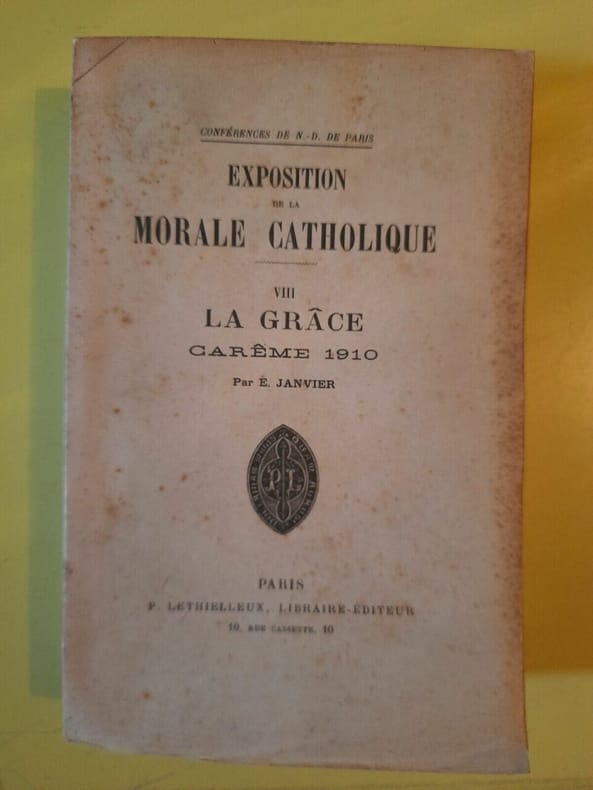 CONFÉRENCES DE N.-D. DE PARIS
EXPOSITION
DE LA
MORALE CATHOLIQUE
VIII
LA GRÂCE
CARÊME 1910
Par E. JANVIER
PL
PARIS
P. LETHIELLEUX, LIBRAIRE-ÉDITEUR
10, RUE CASSETTE, 10